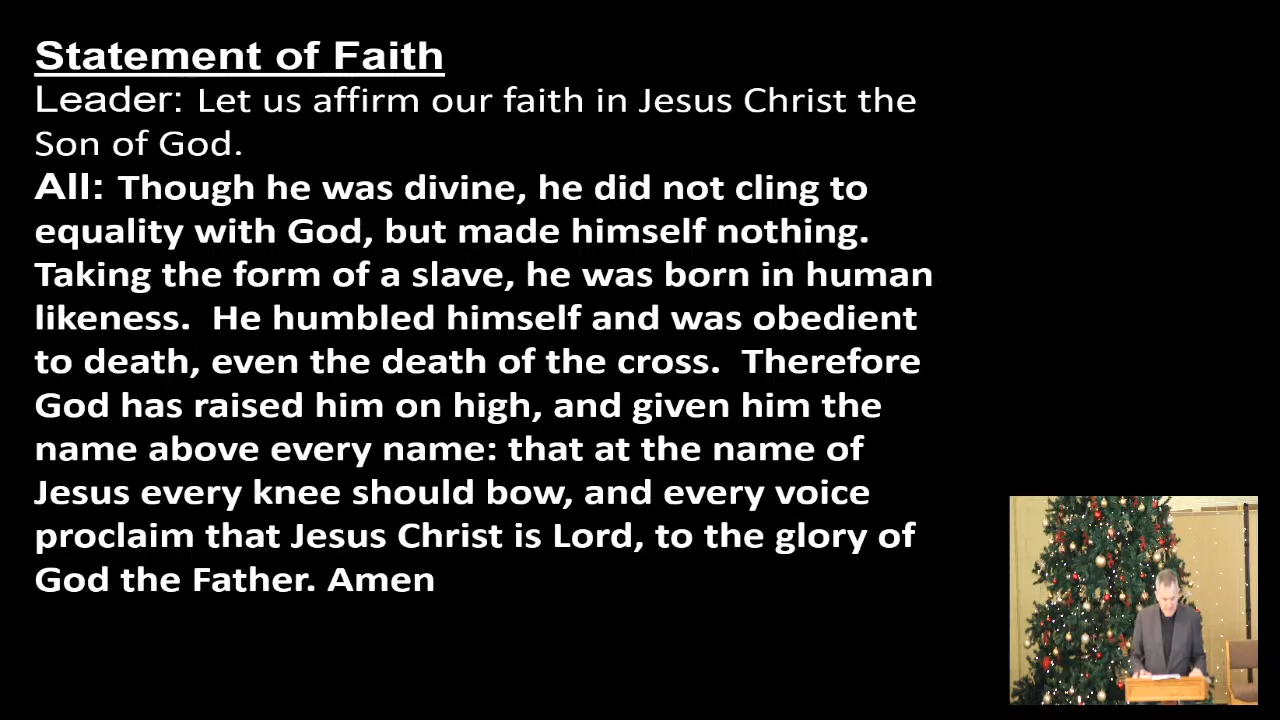 Statement of Faith
Leader: Let us affirm our faith in Jesus Christ the
Son of God.
All: Though he was divine, he did not cling to
equality with God, but made himself nothing.
Taking the form of a slave, he was born in human
likeness.  He humbled himself and was obedient
to death, even the death of the cross.  Therefore
God has raised him on high, and given him the
name above every name: that at the name of
Jesus every knee should bow, and every voice
proclaim that Jesus Christ is Lord, to the glory of
God the Father. Amen